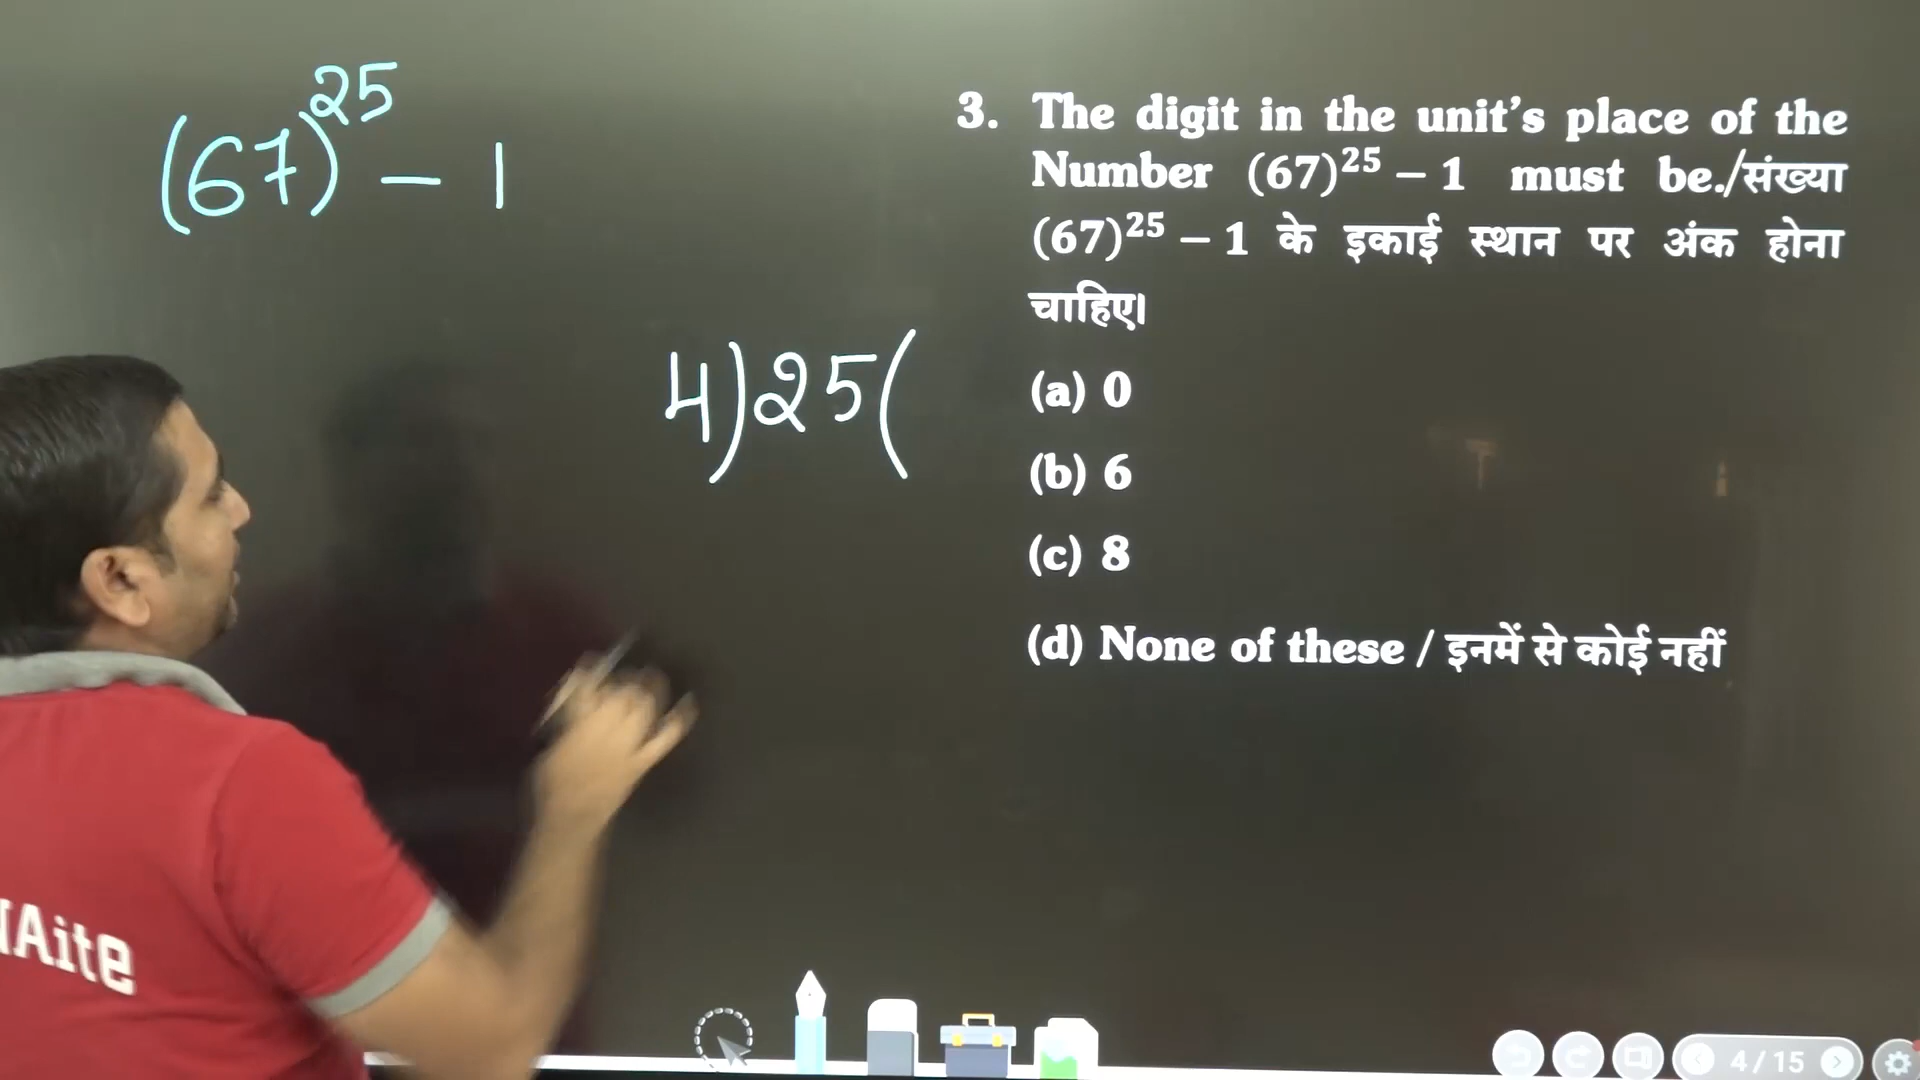 (67)²⁵ – 1
4)25(
3. The digit in the unit's place of the
Number (67)²⁵ – 1 must be./संख्या
(67)²⁵ – 1 के इकाई स्थान पर अंक होना
चाहिए।
(a) 0
(b) 6
(c) 8
(d) None of these / इनमें से कोई नहीं
4/15